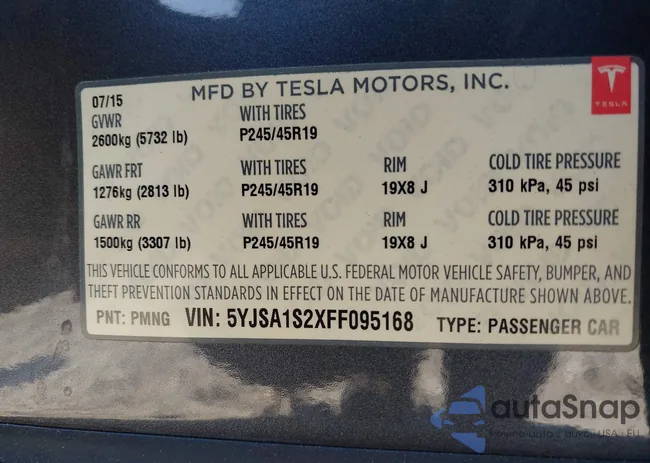 07/15 MFD BY TESLA MOTORS, INC.
TESLA
GVWR WITH TIRES
2600kg (5732 lb) P245/45R19
GAWR FRT WITH TIRES RIM COLD TIRE PRESSURE
1276kg (2813 lb) P245/45R19 19X8 J 310 kPa, 45 psi
GAWR RR WITH TIRES RIM COLD TIRE PRESSURE
1500kg (3307 lb) P245/45R19 19X8 J 310 kPa, 45 psi
THIS VEHICLE CONFORMS TO ALL APPLICABLE U.S. FEDERAL MOTOR VEHICLE SAFETY, BUMPER, AND
THEFT PREVENTION STANDARDS IN EFFECT ON THE DATE OF MANUFACTURE SHOWN ABOVE.
PNT: PMNG VIN: 5YJSA1S2XFF095168 TYPE: PASSENGER CAR
autoSnap